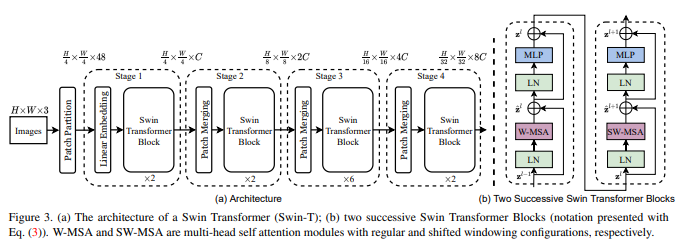 H/4 × W/4 × 48
H/4 × W/4 × C
H/8 × W/8 × 2C
H/16 × W/16 × 4C
H/32 × W/32 × 8C
Stage 1
Stage 2
Stage 3
Stage 4
H×W×3
Images
Patch Partition
Linear Embedding
Swin
Transformer
Block
×2
Patch Merging
Swin
Transformer
Block
×2
Patch Merging
Swin
Transformer
Block
×6
Patch Merging
Swin
Transformer
Block
×2
(a) Architecture
z^l
MLP
LN
ẑ^l
W-MSA
LN
z^{l-1}
z^{l+1}
MLP
LN
ẑ^{l+1}
SW-MSA
LN
z^l
(b) Two Successive Swin Transformer Blocks
Figure 3. (a) The architecture of a Swin Transformer (Swin-T); (b) two successive Swin Transformer Blocks (notation presented with
Eq. (3)). W-MSA and SW-MSA are multi-head self attention modules with regular and shifted windowing configurations, respectively.